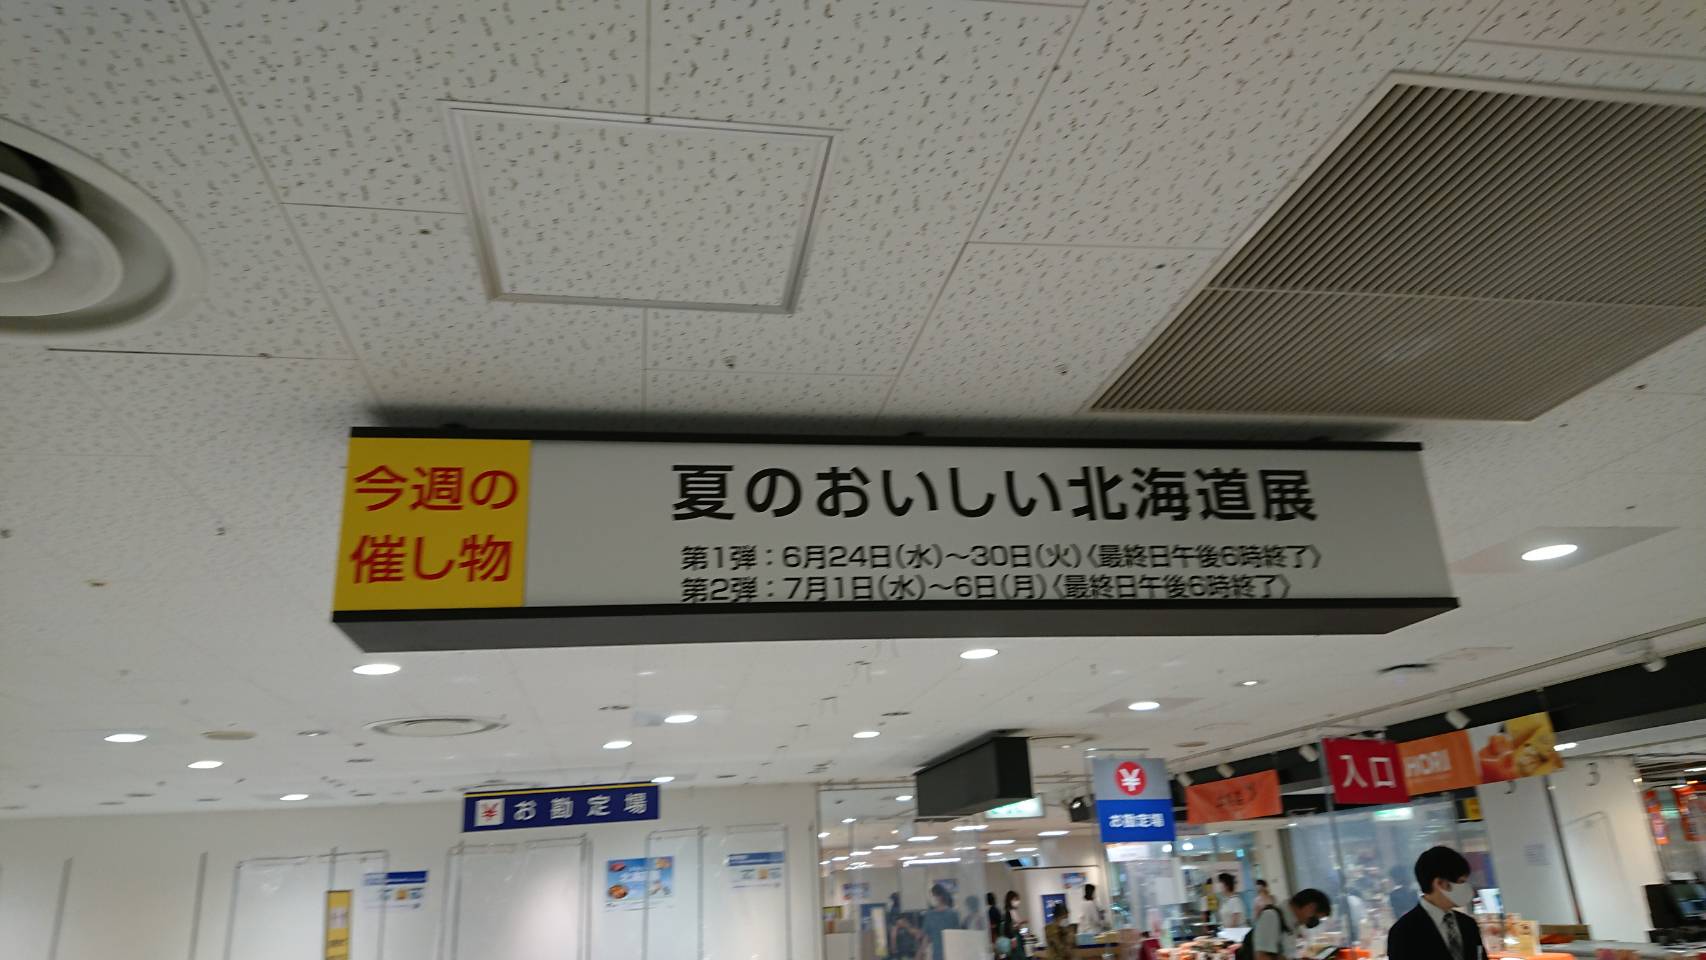 今週の
催し物
夏のおいしい北海道展
第1弾：6月24日(水)～30日(火)〈最終日午後6時終了〉
第2弾：7月1日(水)～6日(月)〈最終日午後6時終了〉
¥ お勘定場
¥
お勘定場
入口
HORI
3